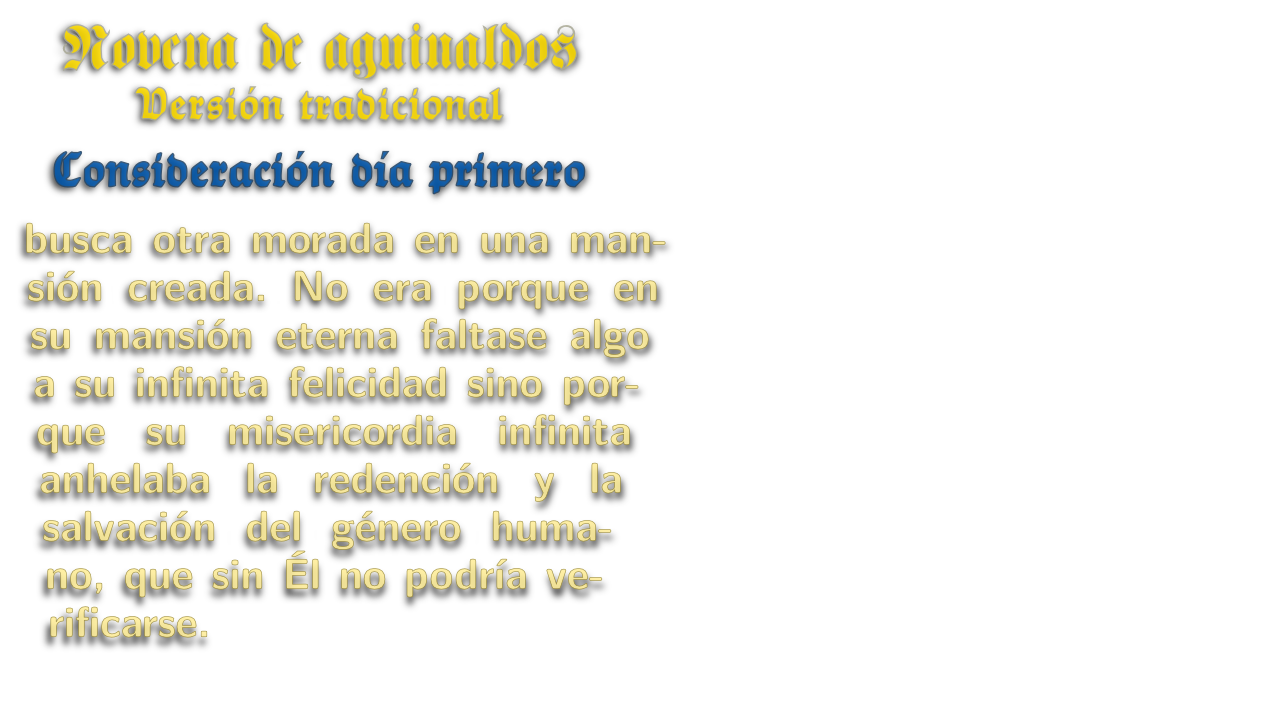 Novena de aguinaldos
Versión tradicional
Consideración día primero
busca otra morada en una man-
sión creada. No era porque en
su mansión eterna faltase algo
a su infinita felicidad sino por-
que su misericordia infinita
anhelaba la redención y la
salvación del género huma-
no, que sin Él no podría ve-
rificarse.